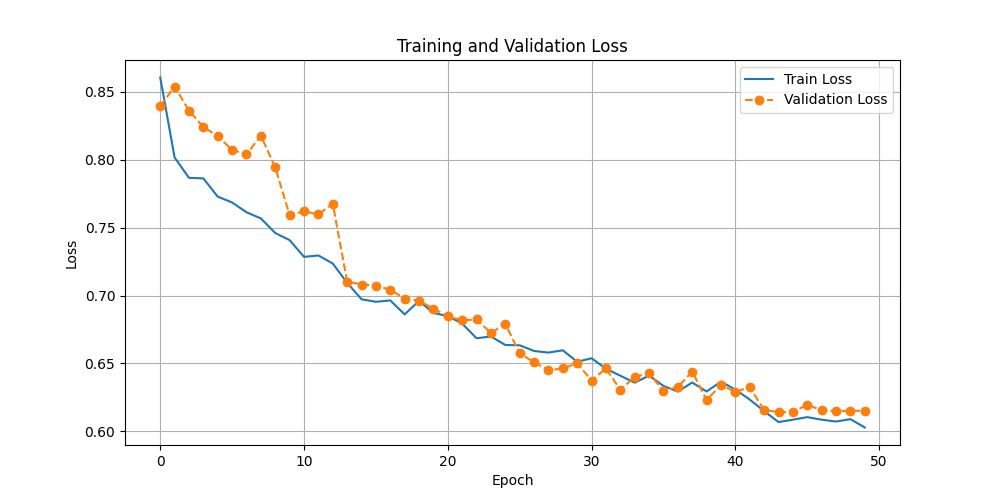 Training and Validation Loss
Train Loss
Validation Loss
0.85
0.80
0.75
0.70
0.65
0.60
Loss
0 10 20 30 40 50
Epoch